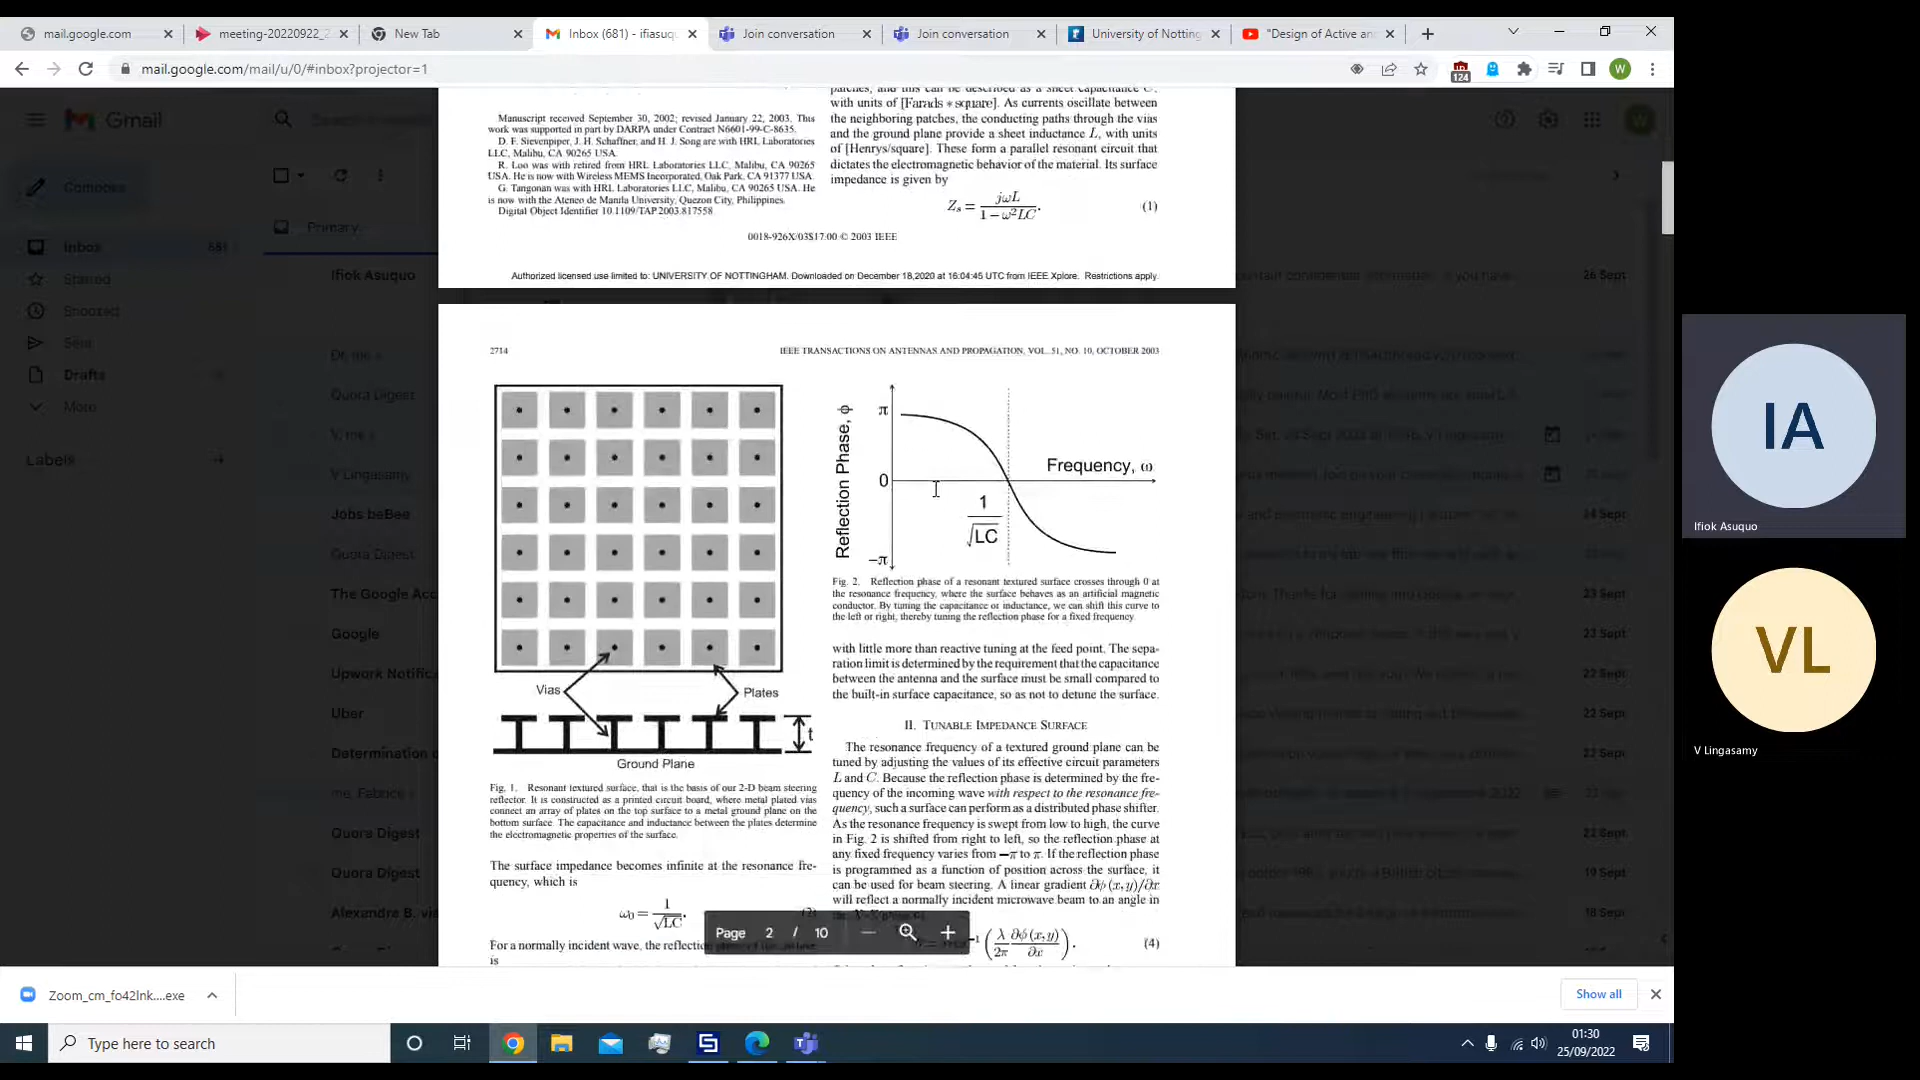 mail.google.com
meeting-20220922_2
New Tab
Inbox (681) - ifiasuq
Join conversation
Join conversation
University of Notting
"Design of Active an
mail.google.com/mail/u/0/#inbox?projector=1
124
W
Gmail
Compose
Inbox
681
Starred
Snoozed
Sent
Drafts
More
Labels
Primary
Ifiok Asuquo
26 Sept
Quora Digest
V Lingasamy
Jobs beBee
24 Sept
Quora Digest
The Google Acc
23 Sept
Google
23 Sept
Upwork Notific
Uber
22 Sept
Determination o
22 Sept
me, Fabrice
Quora Digest
22 Sept
Quora Digest
19 Sept
Alexandre B. vi
18 Sept
Manuscript received September 30, 2002; revised January 22, 2003. This
work was supported in part by DARPA under Contract N6601-99-C-8635.
D. F. Sievenpiper, J. H. Schaffner, and H. J. Song are with HRL Laboratories
LLC, Malibu, CA 90265 USA.
R. Loo was with retired from HRL Laboratories LLC, Malibu, CA 90265
USA. He is now with Wireless MEMS Incorporated, Oak Park, CA 91377 USA.
G. Tangonan was with HRL Laboratories LLC, Malibu, CA 90265 USA. He
is now with the Ateneo de Manila University, Quezon City, Philippines.
Digital Object Identifier 10.1109/TAP.2003.817558
patches, and this can be described as a sheet capacitance C,
with units of [Farads * square]. As currents oscillate between
the neighboring patches, the conducting paths through the vias
and the ground plane provide a sheet inductance L, with units
of [Henrys/square]. These form a parallel resonant circuit that
dictates the electromagnetic behavior of the material. Its surface
impedance is given by
Zs = jωL / 1 − ω²LC. (1)
0018-926X/03$17.00 © 2003 IEEE
Authorized licensed use limited to: UNIVERSITY OF NOTTINGHAM. Downloaded on December 18,2020 at 16:04:45 UTC from IEEE Xplore. Restrictions apply.
2714
IEEE TRANSACTIONS ON ANTENNAS AND PROPAGATION, VOL. 51, NO. 10, OCTOBER 2003
Vias
Plates
t
Ground Plane
Fig. 1. Resonant textured surface, that is the basis of our 2-D beam steering
reflector. It is constructed as a printed circuit board, where metal plated vias
connect an array of plates on the top surface to a metal ground plane on the
bottom surface. The capacitance and inductance between the plates determine
the electromagnetic properties of the surface.
The surface impedance becomes infinite at the resonance fre-
quency, which is
ω0 = 1 / √LC. (2)
For a normally incident wave, the reflection
is
Reflection Phase, ϕ
π
0
−π
Frequency, ω
1
√LC
Fig. 2. Reflection phase of a resonant textured surface crosses through 0 at
the resonance frequency, where the surface behaves as an artificial magnetic
conductor. By tuning the capacitance or inductance, we can shift this curve to
the left or right, thereby tuning the reflection phase for a fixed frequency.
with little more than reactive tuning at the feed point. The sepa-
ration limit is determined by the requirement that the capacitance
between the antenna and the surface must be small compared to
the built-in surface capacitance, so as not to detune the surface.
II. TUNABLE IMPEDANCE SURFACE
The resonance frequency of a textured ground plane can be
tuned by adjusting the values of its effective circuit parameters
L and C. Because the reflection phase is determined by the fre-
quency of the incoming wave with respect to the resonance fre-
quency, such a surface can perform as a distributed phase shifter.
As the resonance frequency is swept from low to high, the curve
in Fig. 2 is shifted from right to left, so the reflection phase at
any fixed frequency varies from −π to π. If the reflection phase
is programmed as a function of position across the surface, it
can be used for beam steering. A linear gradient ∂ϕ(x,y)/∂x
will reflect a normally incident microwave beam to an angle in
−1 (λ/2π ∂ϕ(x,y)/∂x). (4)
Page 2 / 10
IA
Ifiok Asuquo
VL
V Lingasamy
Zoom_cm_fo42lnk....exe
Show all
Type here to search
01:30
25/09/2022